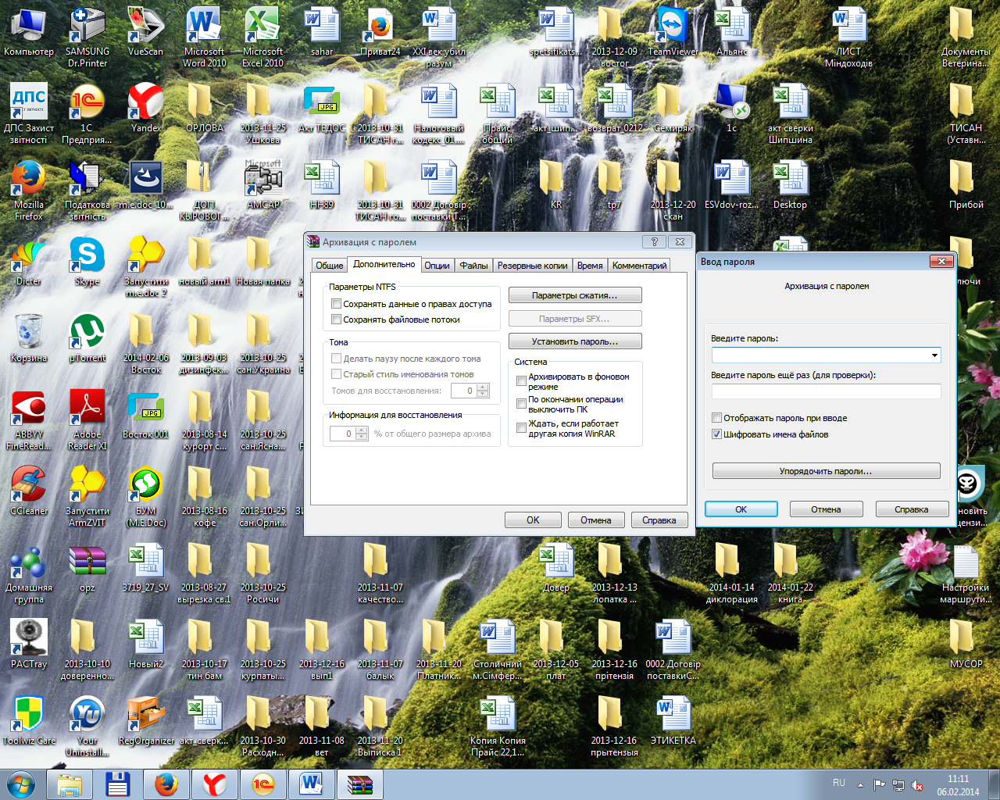 Компьютер
SAMSUNG
Dr.Printer
VueScan
Microsoft
Word 2010
Microsoft
Excel 2010
sahar
Приват24
XXI век убил
разум
spetsifikats...
2013-12-09
востог
TeamViewer
Альянс
ЛИСТ
Міндоходів
Документы
Ветерина...
ДПС
ДПС Захист
звітності
1С
Предприя...
Yandex
ОРЛОВА
2013-11-25
Ушкова
JPG
Акт ТЕДОС
2013-10-31
ТИСАН г...
Налоговый
кодекс_01....
Прайс
общий
акт_шип...
возврат_0212
Семиряк
1с
акт сверки
Шипшина
ТИСАН
(Уставн...
Mozilla
Firefox
Податкова
звітність
m.e.doc_10...
ДОП
КЫРОВОГ...
Microsoft
AMCAP
НН89
2013-10-31
ТИСАН го...
0002 Договір
поставки Т...
KR
tp7
2013-12-20
скан
ESVdov-roz...
Desktop
Прибой
Dicter
Skype
Запустити
m.e.doc 2
новый arm1
Новая папка
Корзина
µTorrent
2014-02-06
Восток
2013-09-03
дизинфек...
2013-10-25
сан.Украина
ABBYY
FineRead...
Adobe
Reader XI
JPG
Восток 001
2013-08-14
курорт с...
2013-10-25
сан.Ясна...
CCleaner
Запустити
ArmZVIT
БУМ
(M.E.Doc)
2013-08-16
кофе
2013-10-25
сан.Орли...
Архивация с паролем
Общие
Дополнительно
Опции
Файлы
Резервные копии
Время
Комментарий
Параметры NTFS
Сохранять данные о правах доступа
Сохранять файловые потоки
Тома
Делать паузу после каждого тома
Старый стиль именования томов
Томов для восстановления: 0
Информация для восстановления
0 % от общего размера архива
Параметры сжатия...
Параметры SFX...
Установить пароль...
Система
Архивировать в фоновом
режиме
По окончании операции
выключить ПК
Ждать, если работает
другая копия WinRAR
OK
Отмена
Справка
Ввод пароля
Архивация с паролем
Введите пароль:
Введите пароль ещё раз (для проверки):
Отображать пароль при вводе
Шифровать имена файлов
Упорядочить пароли...
OK
Отмена
Справка
Домашняя
группа
opz
3719_27_SV
2013-08-27
вырезка св.1
2013-10-25
Росичи
2013-11-07
качество...
Довер
2013-12-13
лопатка ...
2014-01-14
диклорация
2014-01-22
книга
Настройки
маршрути...
PACTray
2013-10-10
доверенно...
Новый2
2013-10-17
тин бам
2013-10-25
курпаты...
2013-12-16
вып1
2013-11-07
балык
2013-11-20
Платник...
Столичний
м.Сімфер...
2013-12-05
плат
2013-12-16
прітензія
0002 Договір
поставкиС...
МУСОР
Toolwiz Care
Your
Uninstall...
RegOrganizer
акт_сверк...
2013-10-30
Расходн...
2013-11-08
вет
2013-11-20
Выписка 1
Копия Копия
Прайс 22,1...
2013-12-16
прытензыя
ЭТИКЕТКА
RU
11:11
06.02.2014